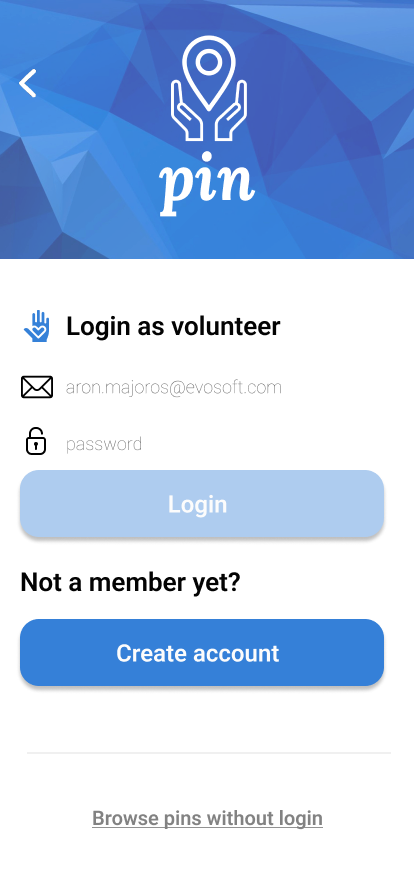 pin
Login as volunteer
aron.majoros@evosoft.com
password
Login
Not a member yet?
Create account
Browse pins without login